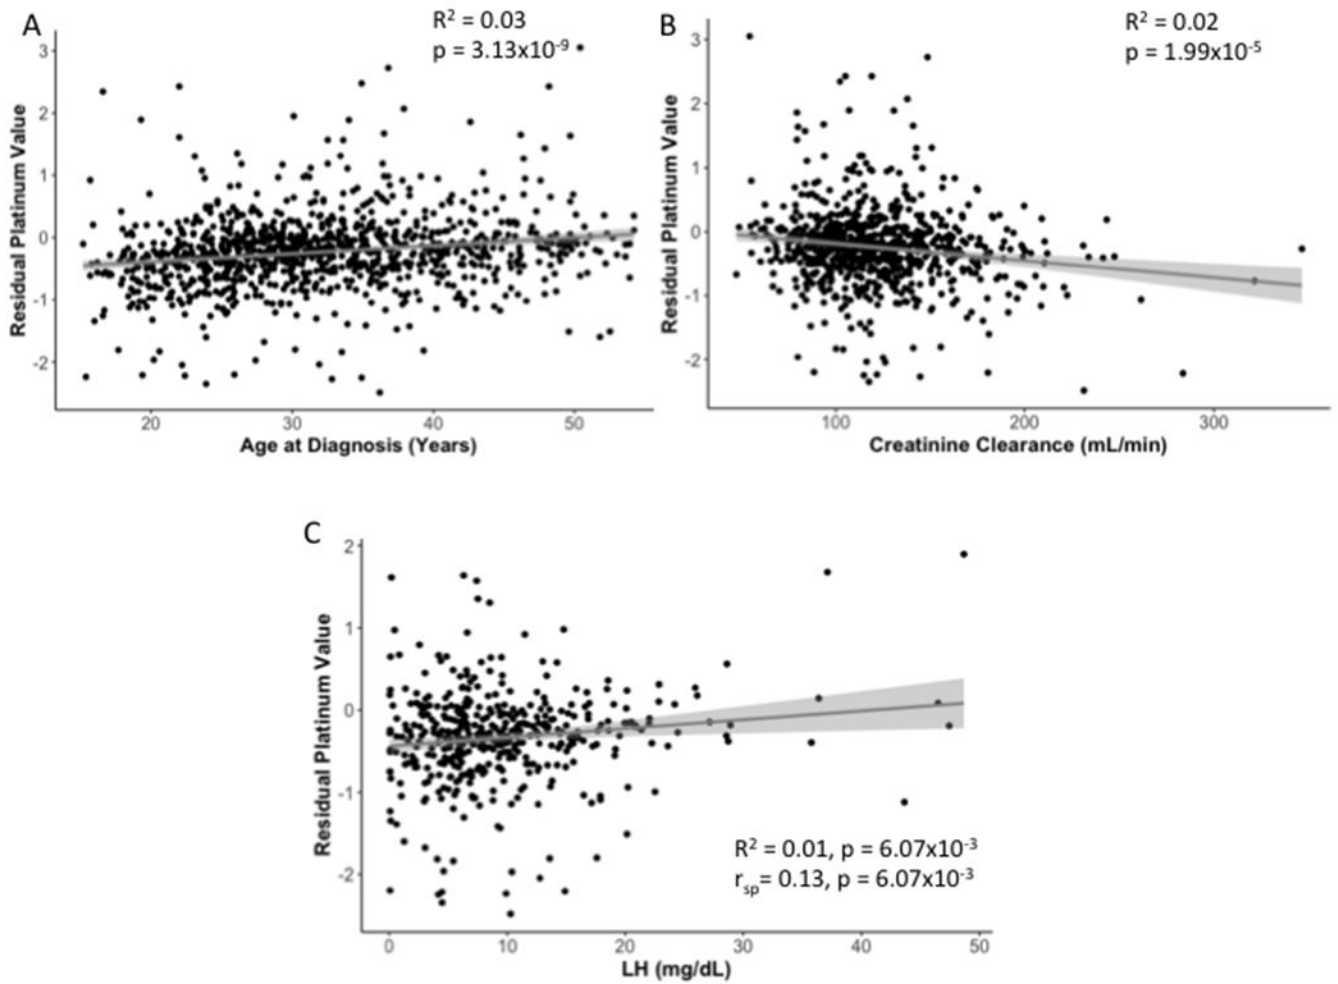 A
R² = 0.03
p = 3.13x10⁻⁹
3
2
1
0
-1
-2
Residual Platinum Value
20 30 40 50
Age at Diagnosis (Years)
B
R² = 0.02
p = 1.99x10⁻⁵
3
2
1
0
-1
-2
Residual Platinum Value
100 200 300
Creatinine Clearance (mL/min)
C
2
1
0
-1
-2
Residual Platinum Value
R² = 0.01, p = 6.07x10⁻³
rsp= 0.13, p = 6.07x10⁻³
0 10 20 30 40 50
LH (mg/dL)